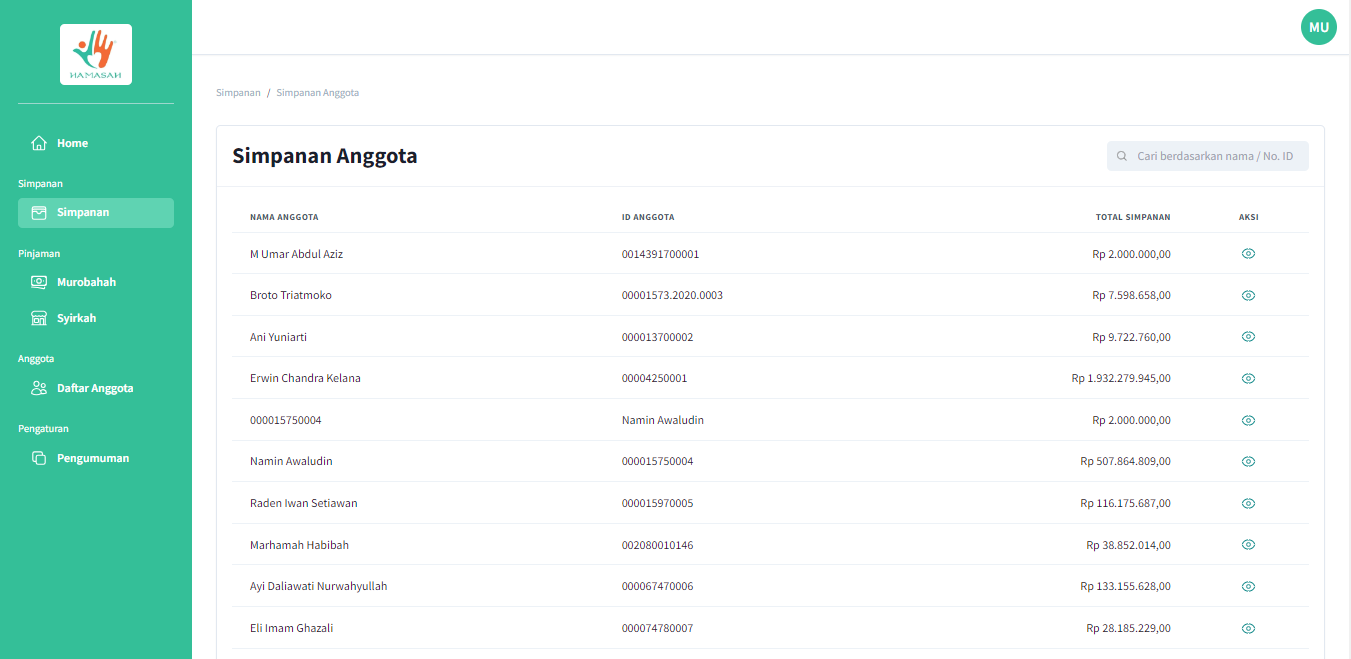 HAMASAH
MU
Home
Simpanan
Simpanan
Pinjaman
Murobahah
Syirkah
Anggota
Daftar Anggota
Pengaturan
Pengumuman
Simpanan / Simpanan Anggota
Simpanan Anggota
Cari berdasarkan nama / No. ID
NAMA ANGGOTA ID ANGGOTA TOTAL SIMPANAN AKSI
M Umar Abdul Aziz 0014391700001 Rp 2.000.000,00
Broto Triatmoko 00001573.2020.0003 Rp 7.598.658,00
Ani Yuniarti 000013700002 Rp 9.722.760,00
Erwin Chandra Kelana 00004250001 Rp 1.932.279.945,00
000015750004 Namin Awaludin Rp 2.000.000,00
Namin Awaludin 000015750004 Rp 507.864.809,00
Raden Iwan Setiawan 000015970005 Rp 116.175.687,00
Marhamah Habibah 002080010146 Rp 38.852.014,00
Ayi Daliawati Nurwahyullah 000067470006 Rp 133.155.628,00
Eli Imam Ghazali 000074780007 Rp 28.185.229,00